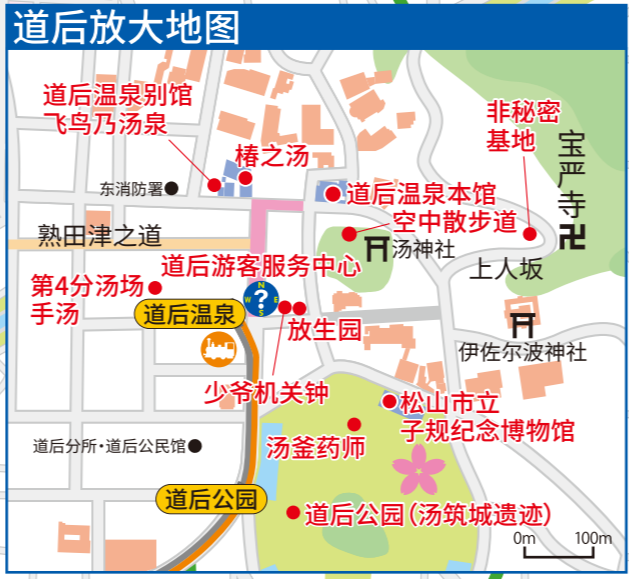 道后放大地图
道后温泉别馆
飞鸟乃汤泉
椿之汤
非秘密
基地
宝严寺
东消防署
道后温泉本馆
空中散步道
汤神社
熟田津之道
道后游客服务中心
上人坂
第4分汤场
手汤
N
W
?
E
S
道后温泉
放生园
伊佐尔波神社
少爷机关钟
松山市立
子规纪念博物馆
汤釜药师
道后分所·道后公民馆
道后公园
道后公园(汤筑城遗迹)
0m 100m